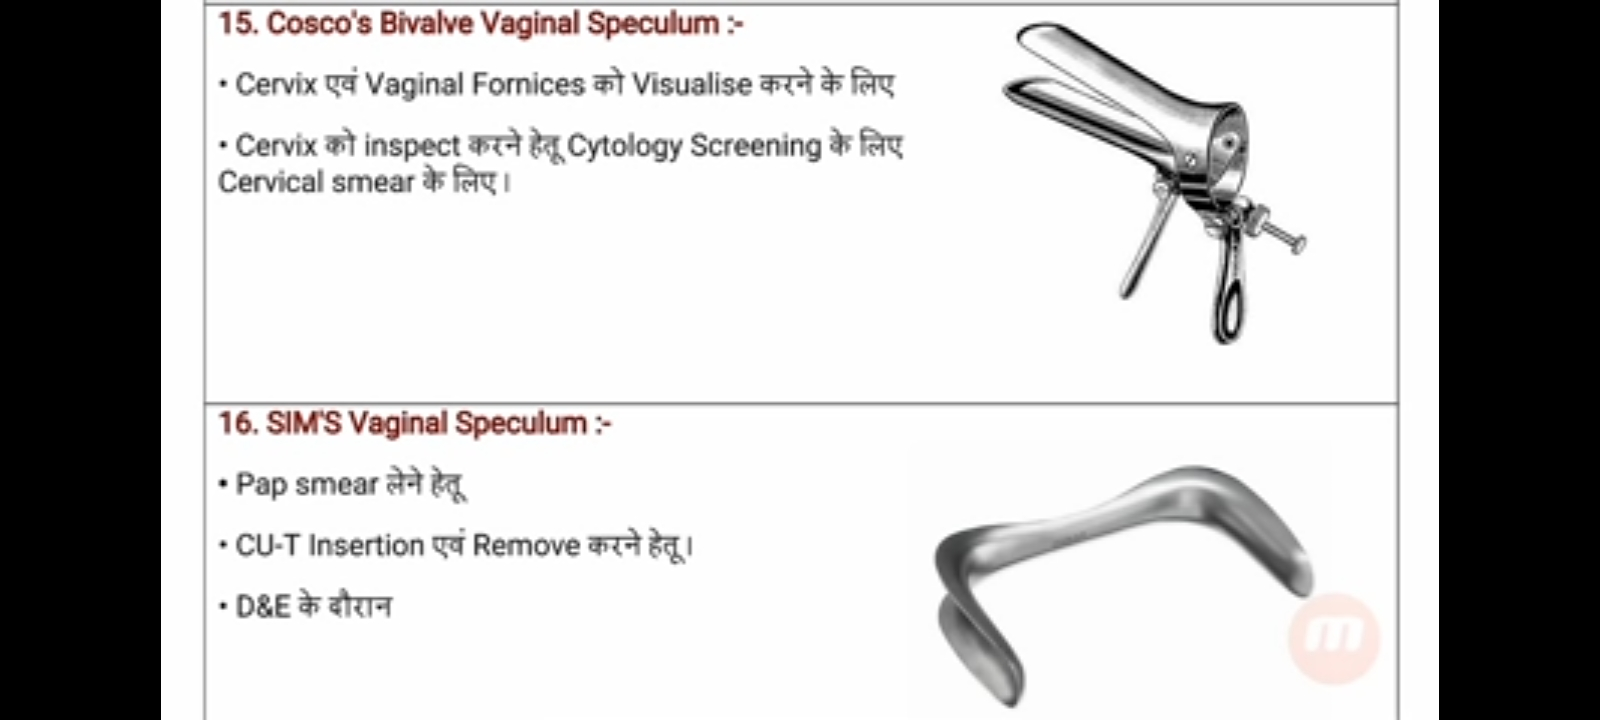 15. Cosco's Bivalve Vaginal Speculum :-
• Cervix एवं Vaginal Fornices को Visualise करने के लिए
• Cervix को inspect करने हेतू Cytology Screening के लिए
Cervical smear के लिए।
16. SIM'S Vaginal Speculum :-
• Pap smear लेने हेतू
• CU-T Insertion एवं Remove करने हेतू।
• D&E के दौरान
m